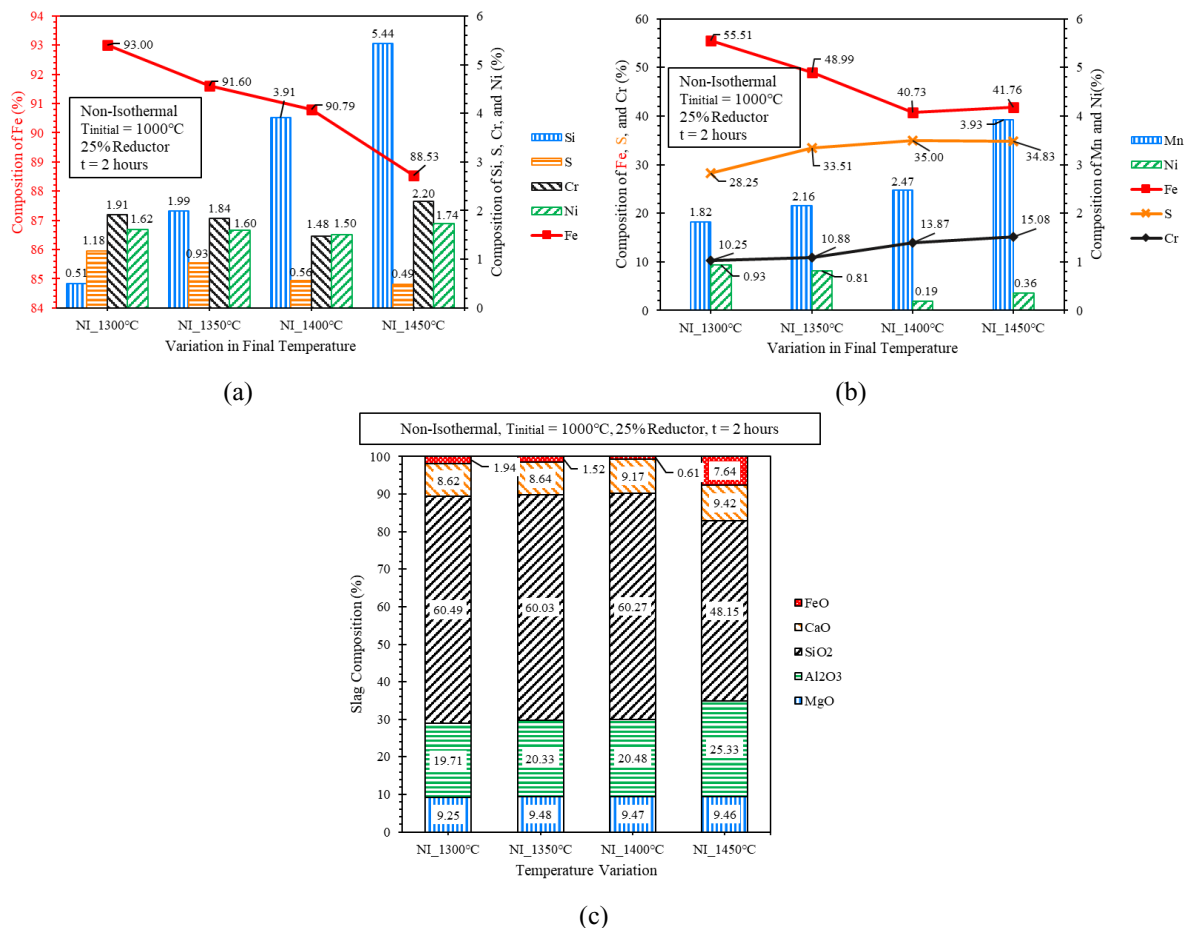 94
93
92
91
90
89
88
87
86
85
84
Composition of Fe (%)
6
5
4
3
2
1
0
Composition of Si, S, Cr, and Ni (%)
Non-Isothermal
Tinitial = 1000℃
25% Reductor
t = 2 hours
93.00
91.60
90.79
88.53
0.51
1.18
1.91
1.62
1.99
0.93
1.84
1.60
3.91
0.56
1.48
1.50
5.44
0.49
2.20
1.74
NI_1300℃
NI_1350℃
NI_1400℃
NI_1450℃
Variation in Final Temperature
Si
S
Cr
Ni
Fe
(a)
60
50
40
30
20
10
0
Composition of Fe, S, and Cr (%)
6
5
4
3
2
1
0
Composition of Mn and Ni(%)
Non-Isothermal
Tinitial = 1000℃
25% Reductor
t = 2 hours
55.51
48.99
40.73
41.76
28.25
33.51
35.00
34.83
1.82
2.16
2.47
3.93
10.25
10.88
13.87
15.08
0.93
0.81
0.19
0.36
NI_1300℃
NI_1350℃
NI_1400℃
NI_1450℃
Variation in Final Temperature
Mn
Ni
Fe
S
Cr
(b)
Non-Isothermal, Tinitial = 1000℃, 25% Reductor, t = 2 hours
100
90
80
70
60
50
40
30
20
10
0
Slag Composition (%)
1.94
1.52
0.61
7.64
8.62
8.64
9.17
9.42
60.49
60.03
60.27
48.15
19.71
20.33
20.48
25.33
9.25
9.48
9.47
9.46
NI_1300℃
NI_1350℃
NI_1400℃
NI_1450℃
Temperature Variation
FeO
CaO
SiO2
Al2O3
MgO
(c)